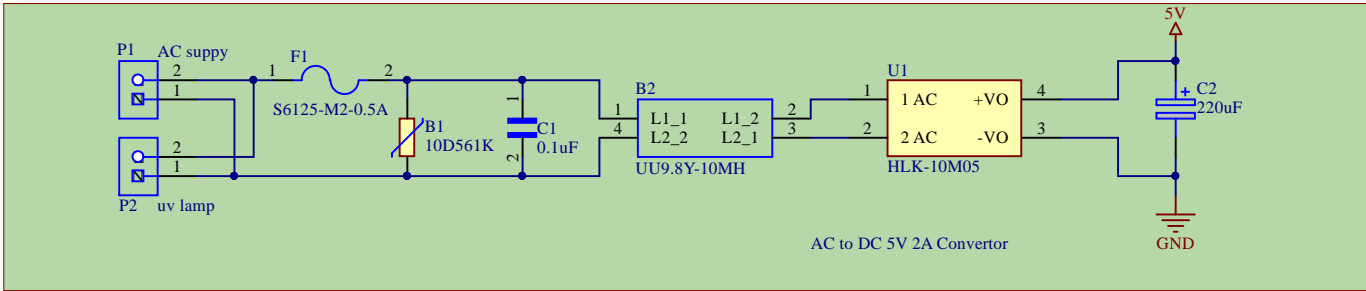 5V
P1 AC suppy
F1
2 1 2
1
S6125-M2-0.5A
B1
10D561K
1
C1
0.1uF
2
B2
1 L1_1 L1_2 2
4 L2_2 L2_1 3
UU9.8Y-10MH
U1
1 1 AC +VO 4
2 2 AC -VO 3
HLK-10M05
+ C2
220uF
2
1
P2 uv lamp
GND
AC to DC 5V 2A Convertor